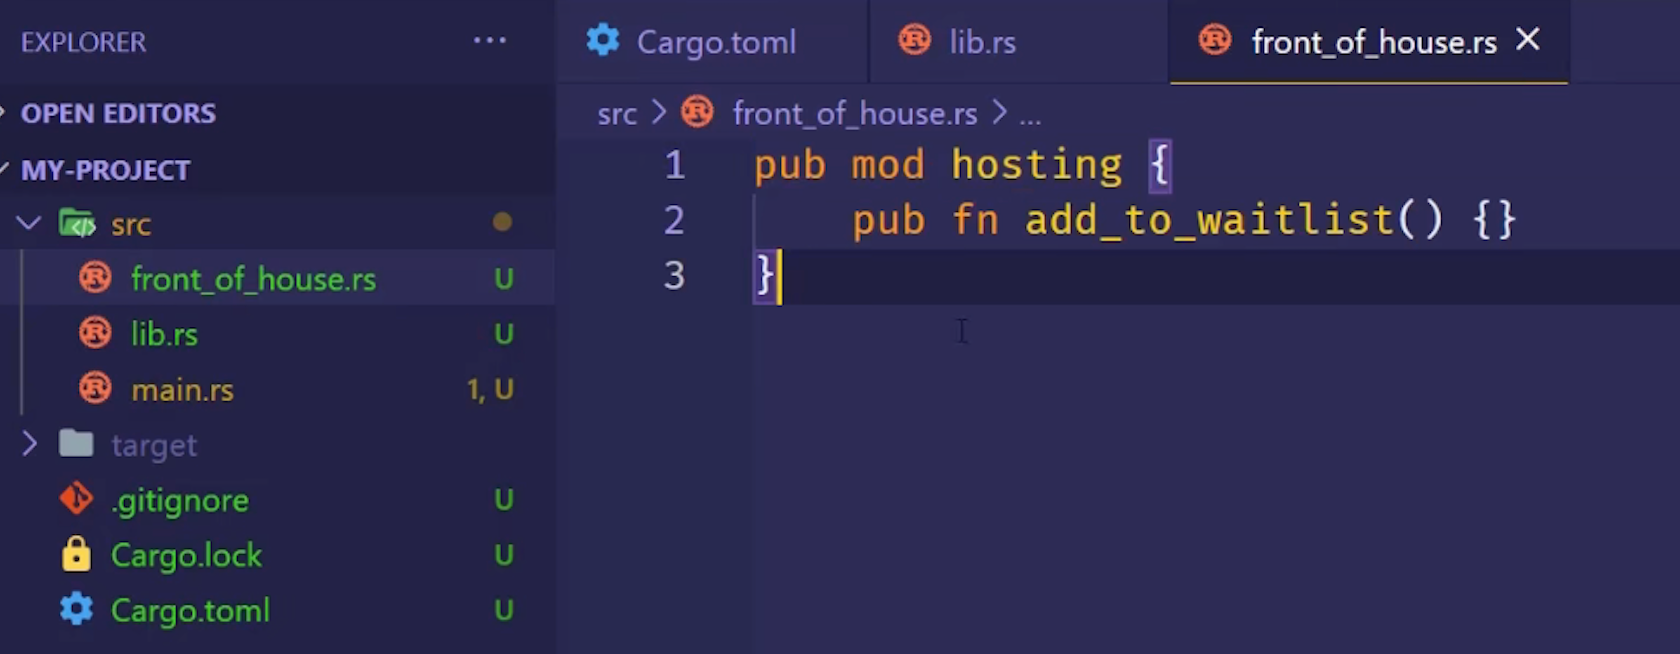 EXPLORER ...
OPEN EDITORS
MY-PROJECT
src
front_of_house.rs U
lib.rs U
main.rs 1, U
target
.gitignore U
Cargo.lock U
Cargo.toml U
Cargo.toml lib.rs front_of_house.rs
src > front_of_house.rs > ...
1 pub mod hosting {
2 pub fn add_to_waitlist() {}
3 }